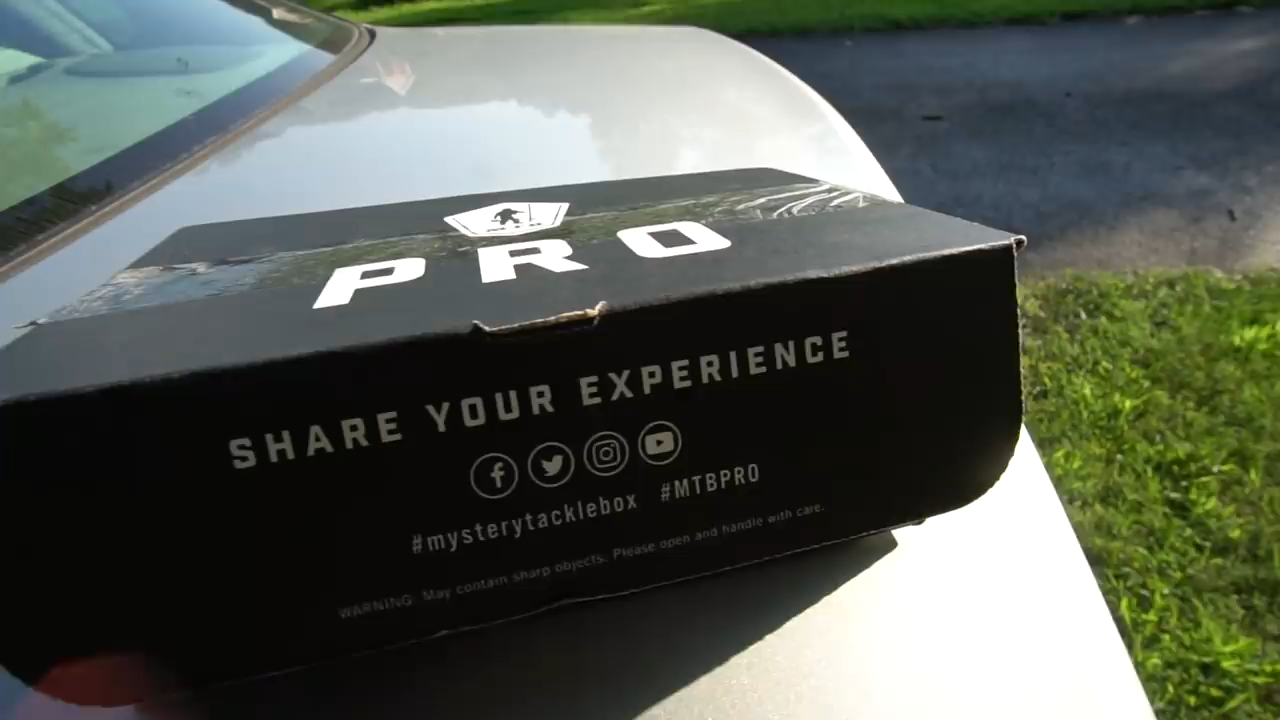 PRO
SHARE YOUR EXPERIENCE
#mysterytacklebox #MTBPRO
WARNING: May contain sharp objects. Please open and handle with care.